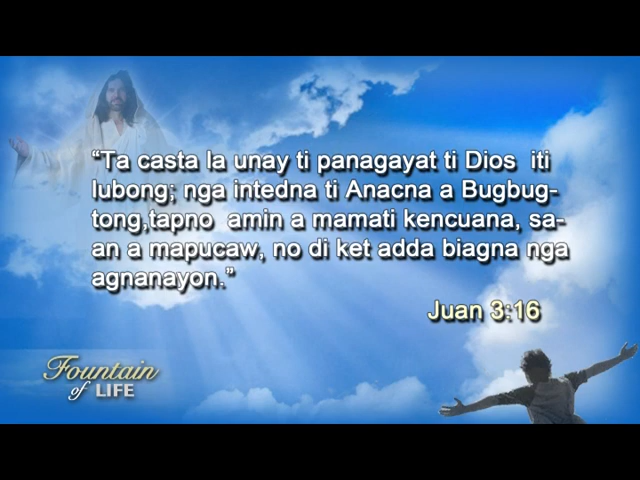 “Ta casta la unay ti panagayat ti Dios iti
lubong; nga intedna ti Anacna a Bugbug-
tong,tapno amin a mamati kencuana, sa-
an a mapucaw, no di ket adda biagna nga
agnanayon.”
Juan 3:16
Fountain
of LIFE